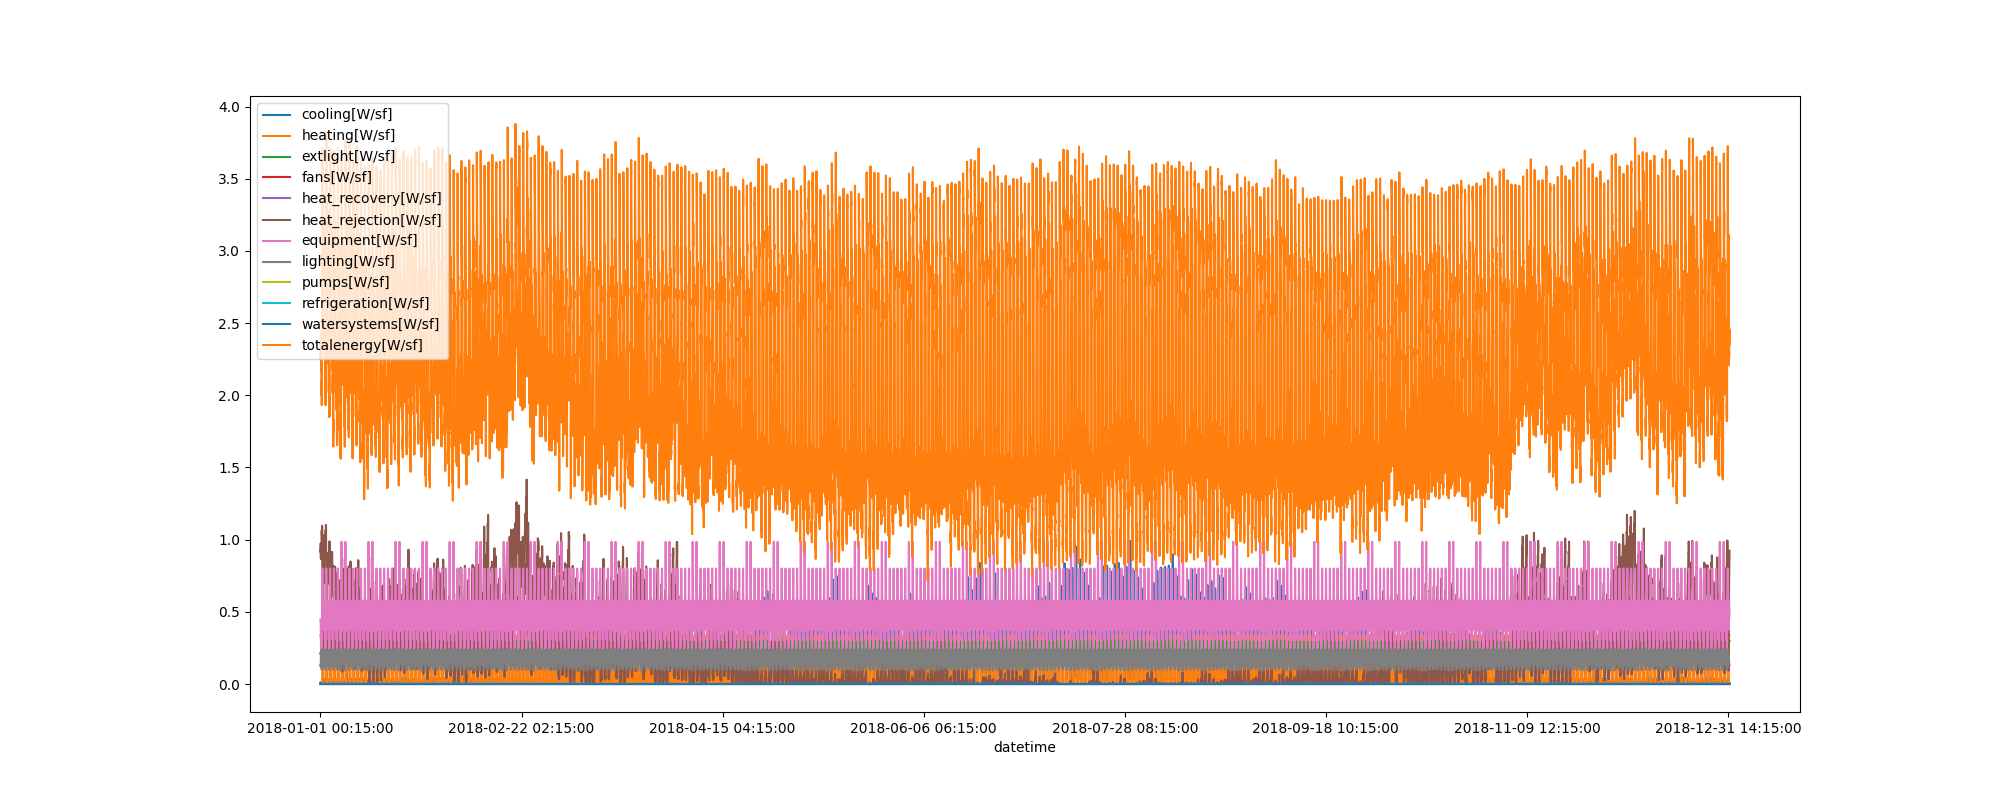 4.0
3.5
3.0
2.5
2.0
1.5
1.0
0.5
0.0
cooling[W/sf]
heating[W/sf]
extlight[W/sf]
fans[W/sf]
heat_recovery[W/sf]
heat_rejection[W/sf]
equipment[W/sf]
lighting[W/sf]
pumps[W/sf]
refrigeration[W/sf]
watersystems[W/sf]
totalenergy[W/sf]
2018-01-01 00:15:00 2018-02-22 02:15:00 2018-04-15 04:15:00 2018-06-06 06:15:00 2018-07-28 08:15:00 2018-09-18 10:15:00 2018-11-09 12:15:00 2018-12-31 14:15:00
datetime